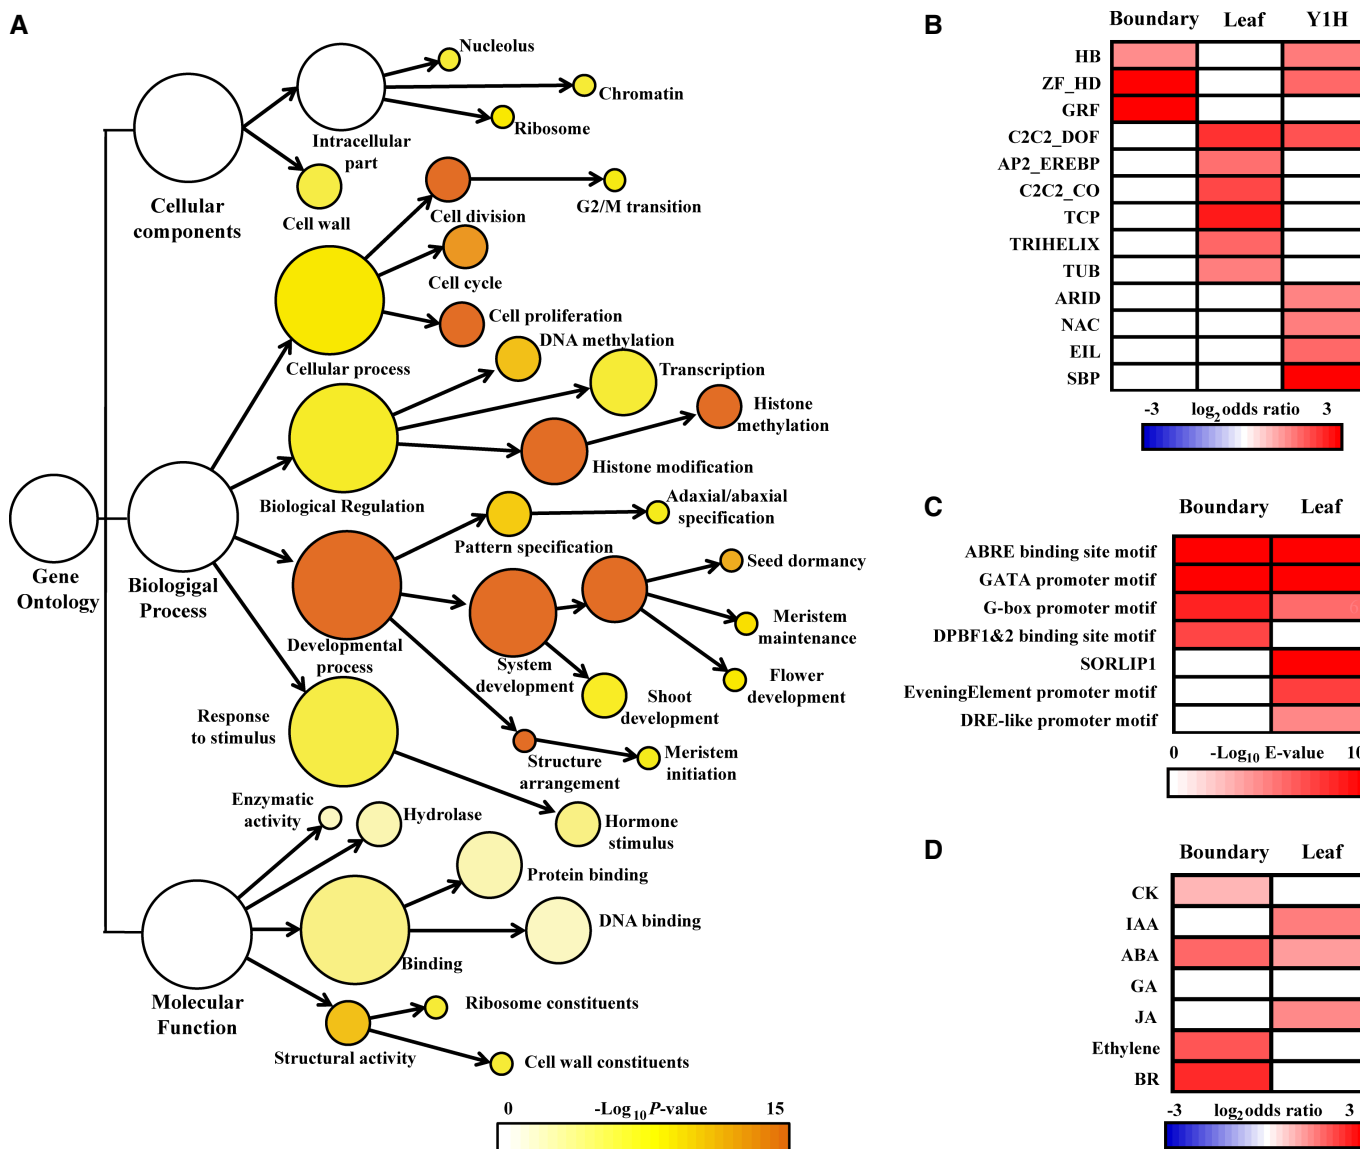 A
Nucleolus
Chromatin
Ribosome
Intracellular
part
Cellular
components
Cell wall
Cell division
G2/M transition
Cell cycle
Cell proliferation
Cellular process
DNA methylation
Transcription
Histone
methylation
Histone modification
Biological Regulation
Adaxial/abaxial
specification
Pattern specification
Gene
Ontology
Biologigal
Process
Seed dormancy
Meristem
maintenance
Developmental
process
System
development
Flower
development
Shoot
development
Response
to stimulus
Structure
arrangement
Meristem
initiation
Enzymatic
activity
Hydrolase
Hormone
stimulus
Protein binding
DNA binding
Binding
Molecular
Function
Ribosome constituents
Structural activity
Cell wall constituents
0 -Log10 P-value 15
B
Boundary Leaf Y1H
HB
ZF_HD
GRF
C2C2_DOF
AP2_EREBP
C2C2_CO
TCP
TRIHELIX
TUB
ARID
NAC
EIL
SBP
-3 log2 odds ratio 3
C
Boundary Leaf
ABRE binding site motif
GATA promoter motif
G-box promoter motif
DPBF1&2 binding site motif
SORLIP1
EveningElement promoter motif
DRE-like promoter motif
0 -Log10 E-value 10
D
Boundary Leaf
CK
IAA
ABA
GA
JA
Ethylene
BR
-3 log2 odds ratio 3